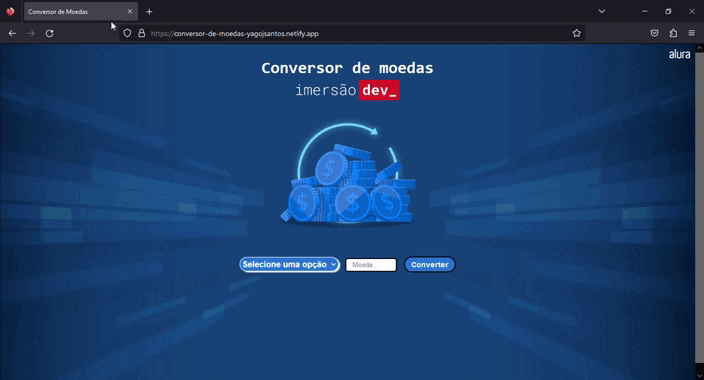 Conversor de Moedas
https://conversor-de-moedas-yagojsantos.netlify.app
alura
Conversor de moedas
imersão dev_
Selecione uma opção
Moeda
Converter